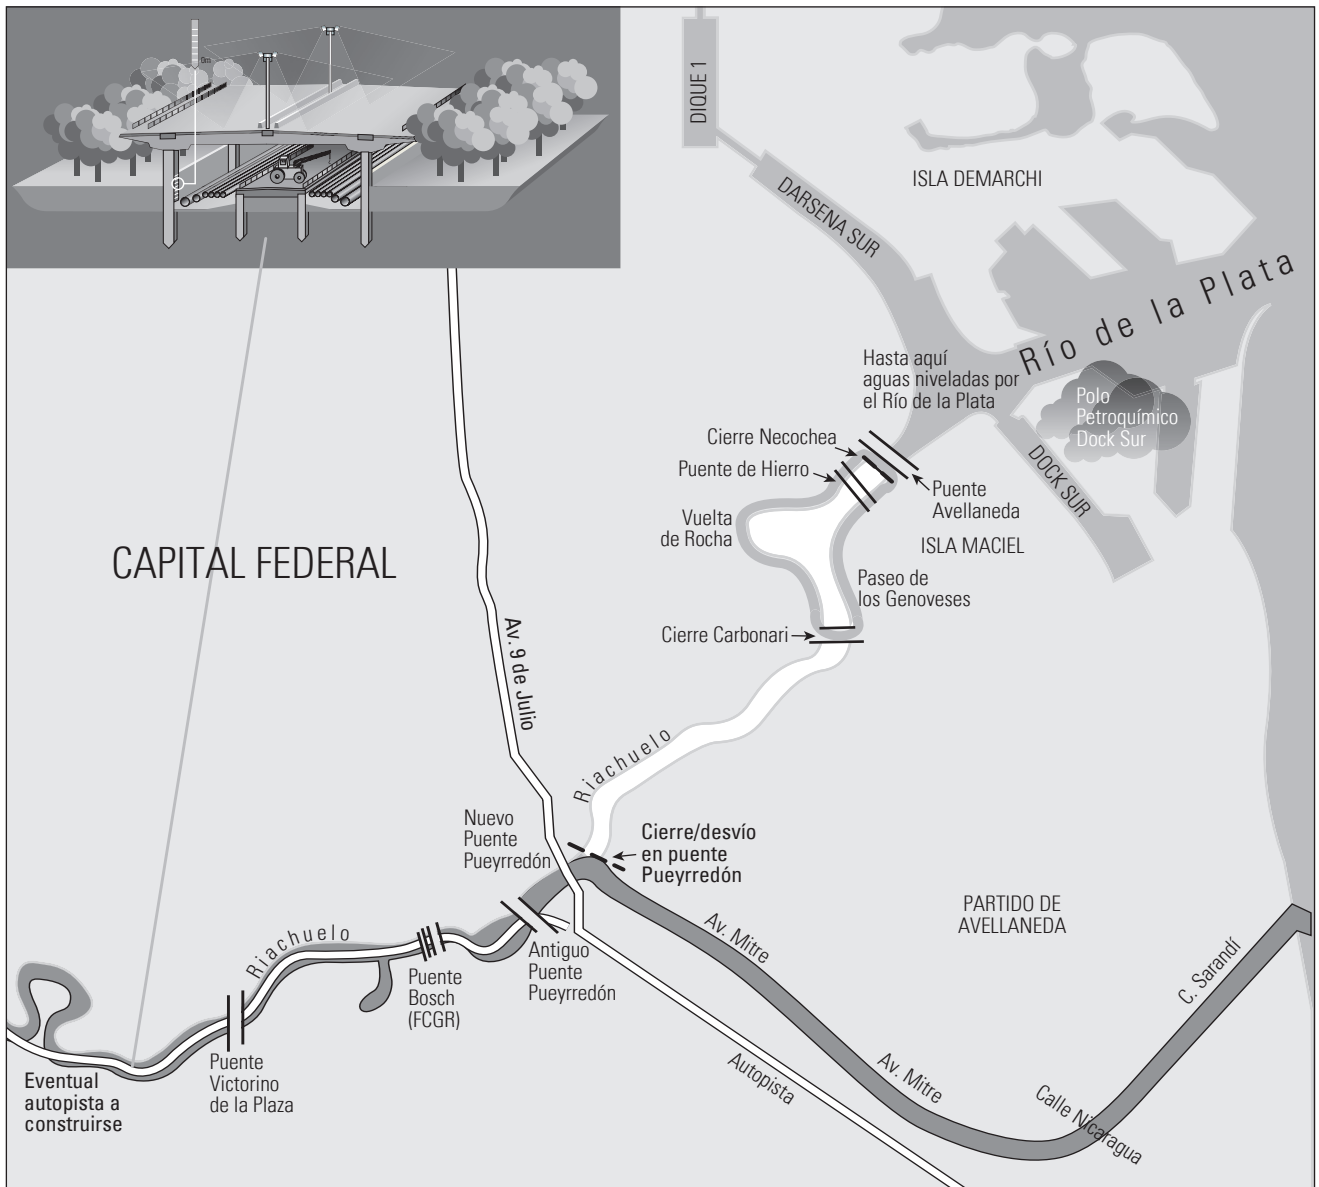 DIQUE 1
DARSENA SUR
ISLA DEMARCHI
Río de la Plata
Hasta aquí
aguas niveladas por
el Río de la Plata
Polo
Petroquímico
Dock Sur
DOCK SUR
Cierre Necochea
Puente de Hierro
Puente
Avellaneda
Vuelta
de Rocha
ISLA MACIEL
Paseo de
los Genoveses
Cierre Carbonari
CAPITAL FEDERAL
Av. 9 de Julio
Riachuelo
Nuevo
Puente
Pueyrredón
Cierre/desvío
en puente
Pueyrredón
PARTIDO DE
AVELLANEDA
Av. Mitre
C. Sarandí
Riachuelo
Puente
Bosch
(FCGR)
Antiguo
Puente
Pueyrredón
Puente
Victorino
de la Plaza
Eventual
autopista a
construirse
Autopista
Av. Mitre
Calle Nicaragua